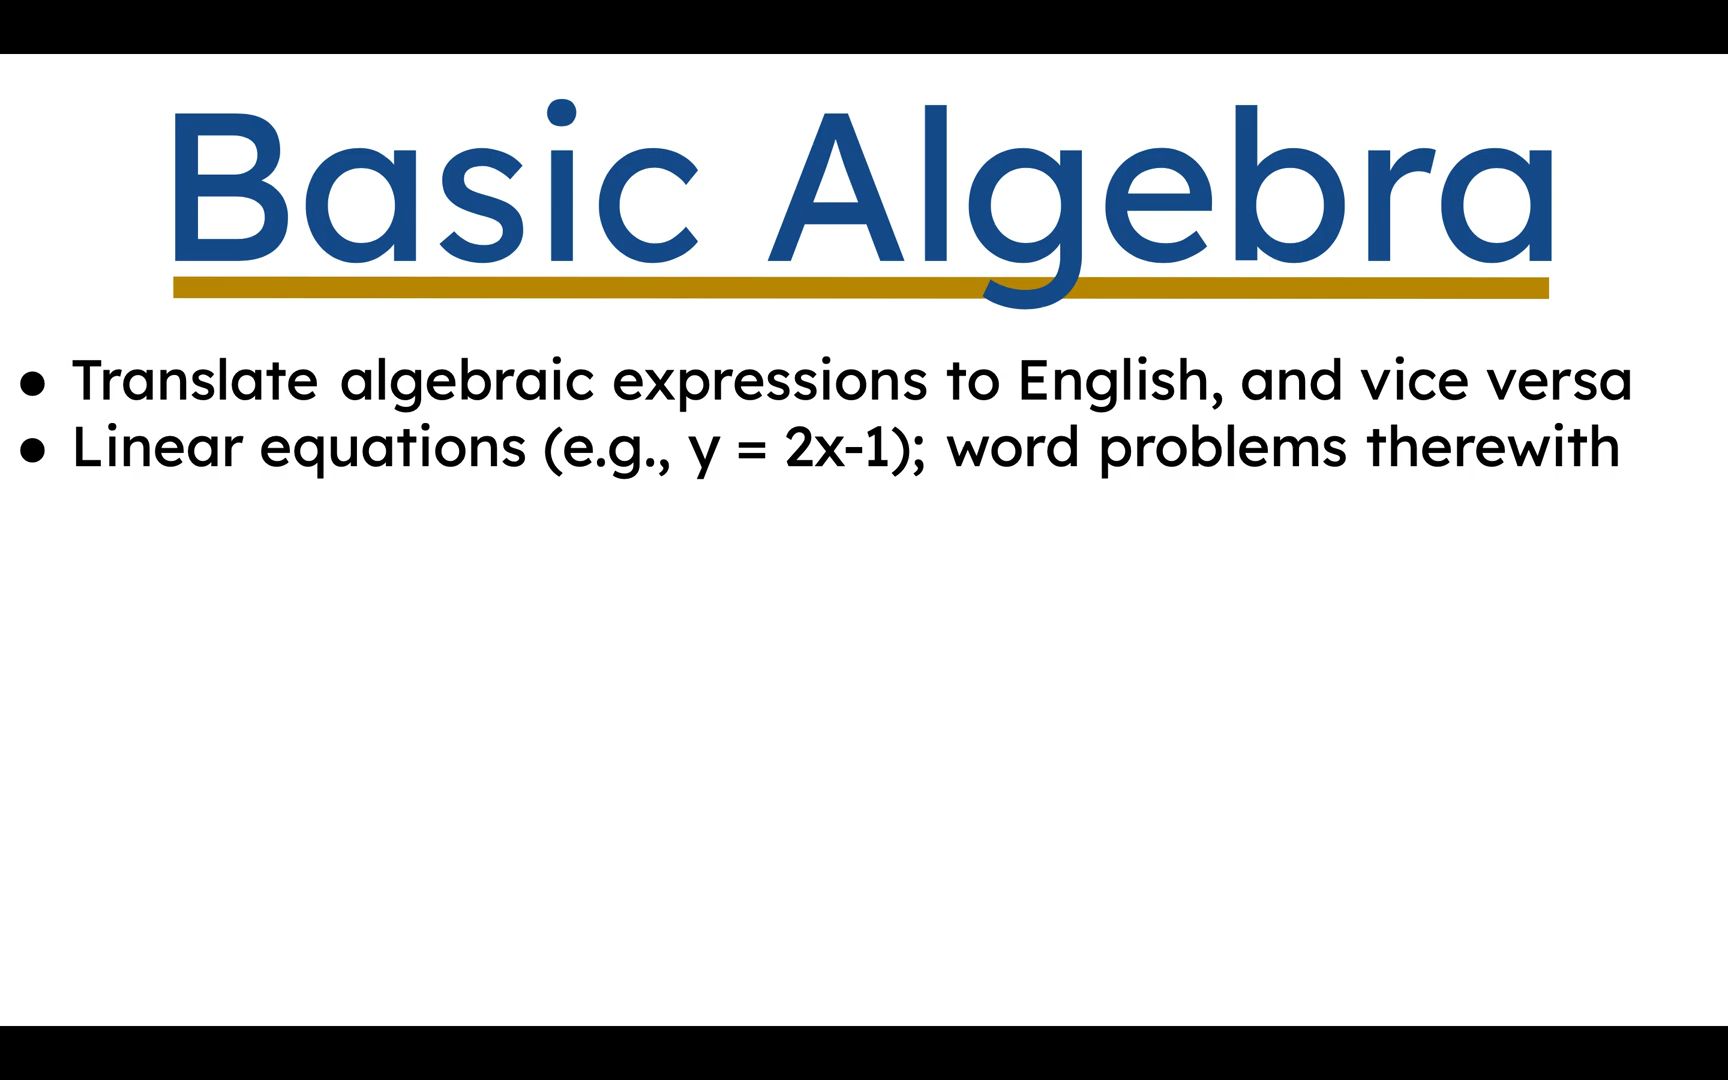 Basic Algebra
● Translate algebraic expressions to English, and vice versa
● Linear equations (e.g., y = 2x-1); word problems therewith